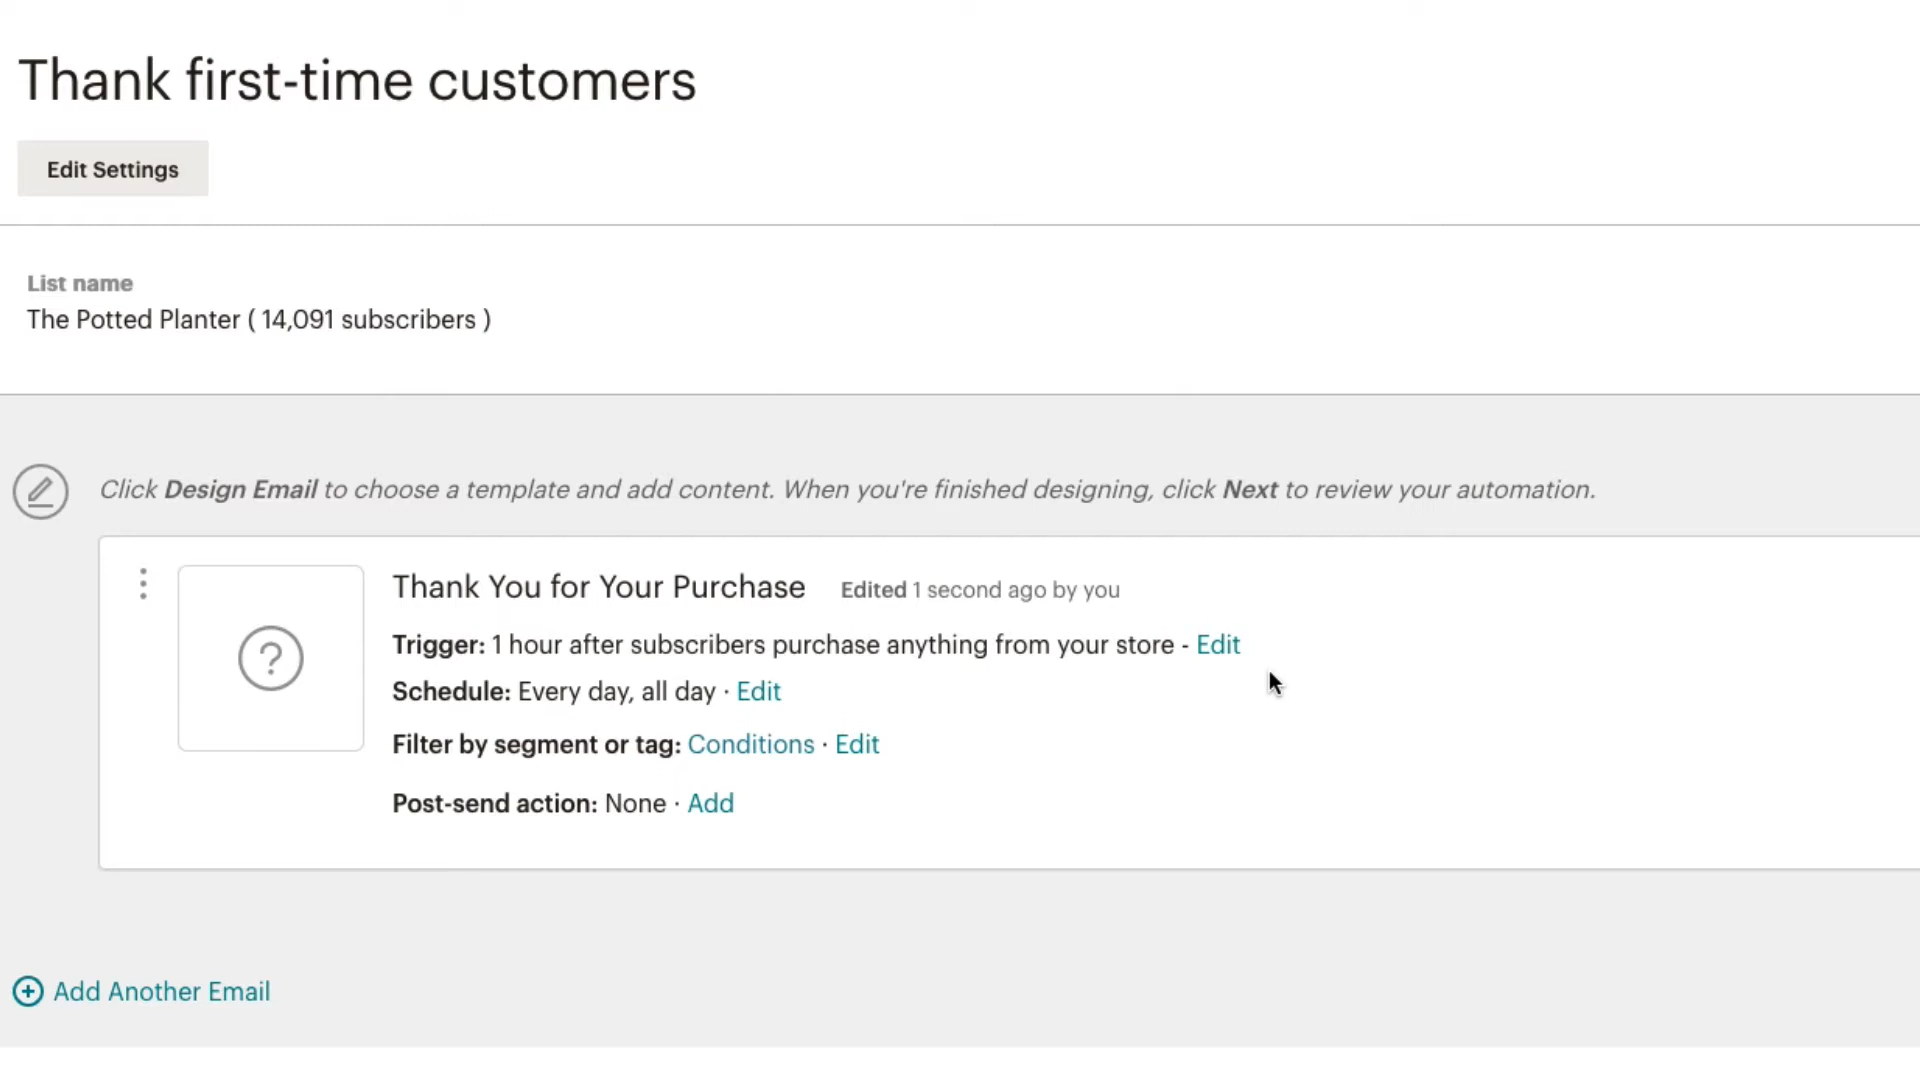 Thank first-time customers
Edit Settings
List name
The Potted Planter ( 14,091 subscribers )
Click Design Email to choose a template and add content. When you're finished designing, click Next to review your automation.
Thank You for Your Purchase Edited 1 second ago by you
Trigger: 1 hour after subscribers purchase anything from your store - Edit
Schedule: Every day, all day · Edit
Filter by segment or tag: Conditions · Edit
Post-send action: None · Add
Add Another Email